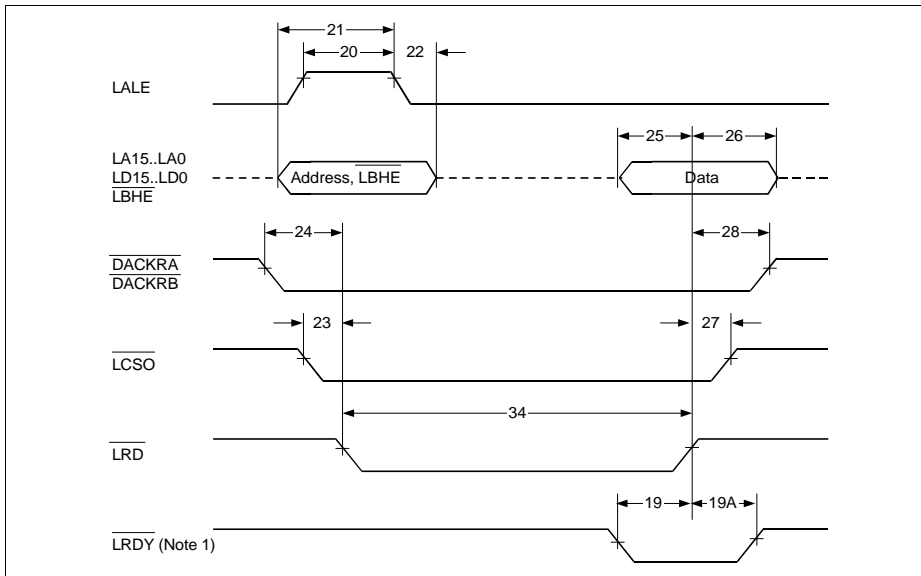 21
20 22
LALE
25 26
LA15..LA0
LD15..LD0 Address, LBHE Data
LBHE
24 28
DACKRA
DACKRB
23 27
LCSO
34
LRD
19 19A
LRDY (Note 1)